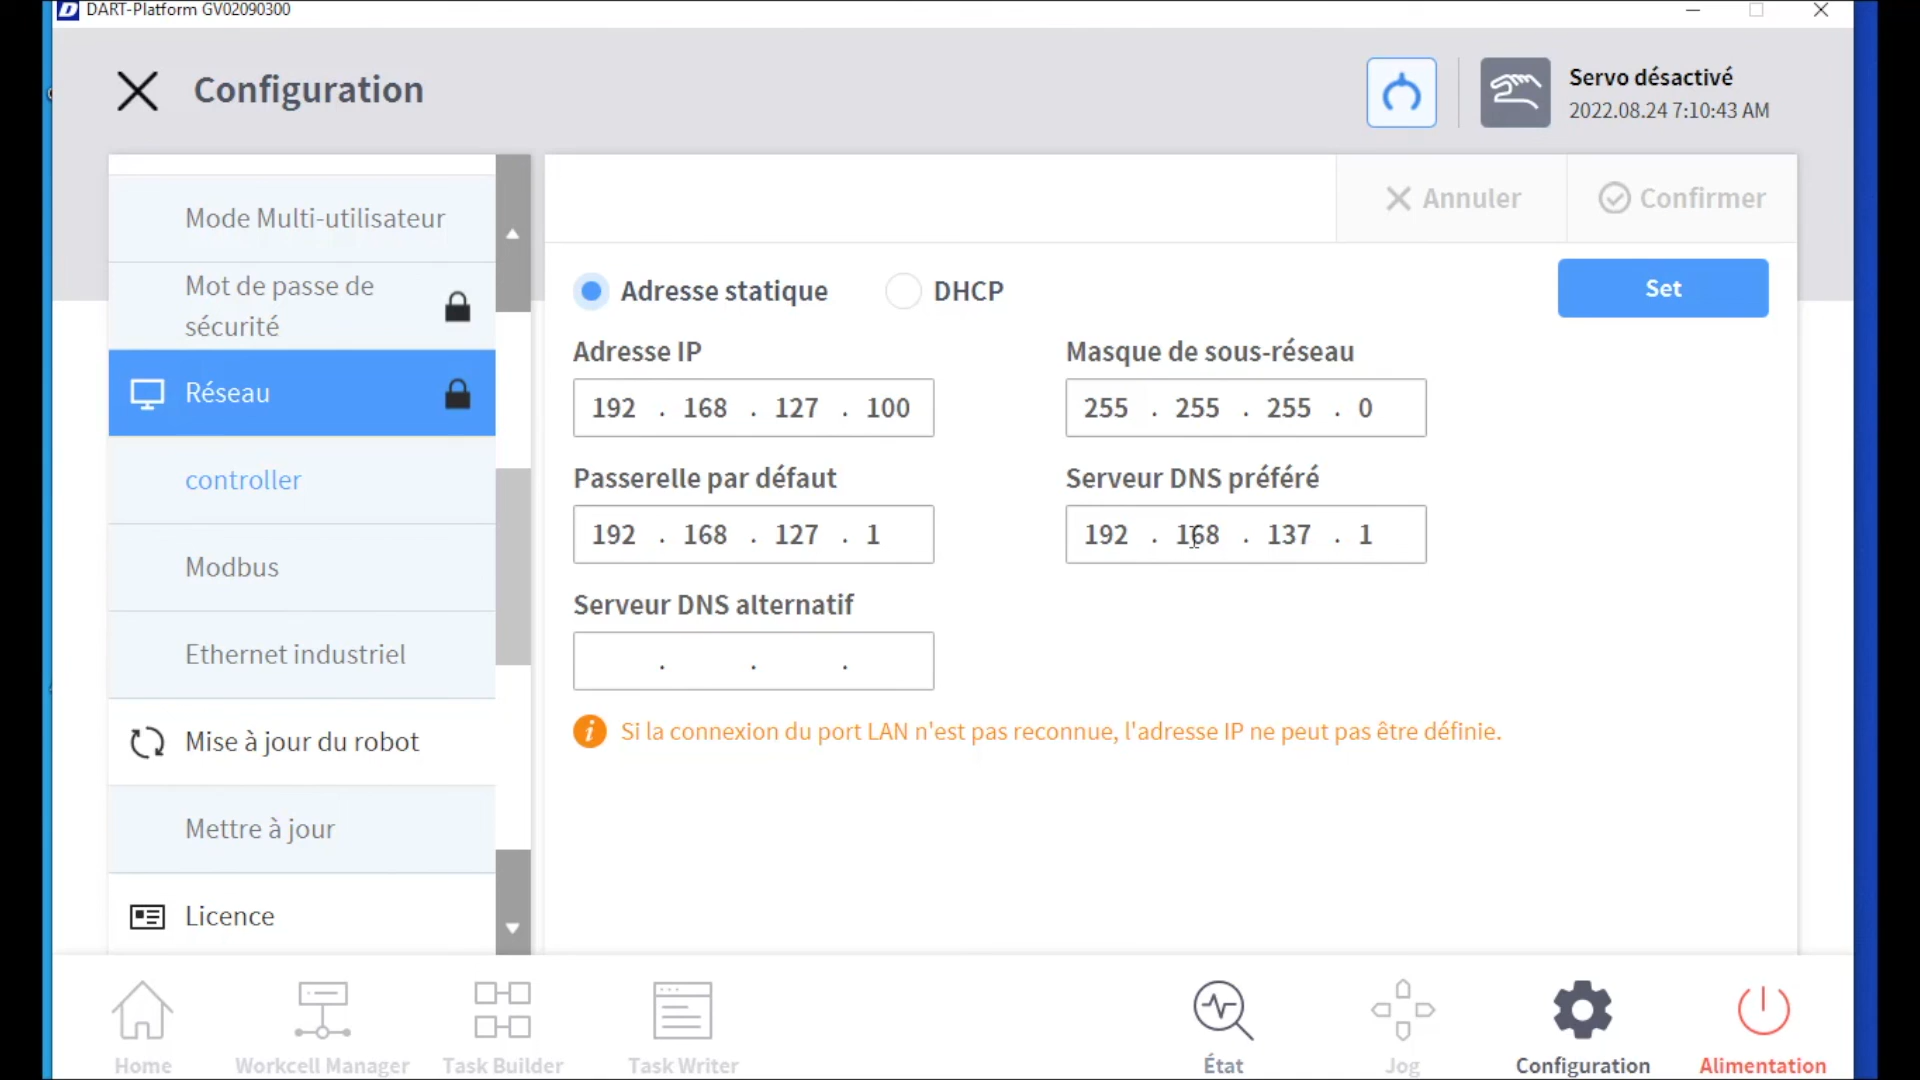 DART-Platform GV02090300
Configuration
Servo désactivé
2022.08.24 7:10:43 AM
Mode Multi-utilisateur
Mot de passe de
sécurité
Réseau
controller
Modbus
Ethernet industriel
Mise à jour du robot
Mettre à jour
Licence
Annuler
Confirmer
Adresse statique
DHCP
Set
Adresse IP
192 . 168 . 127 . 100
Masque de sous-réseau
255 . 255 . 255 . 0
Passerelle par défaut
192 . 168 . 127 . 1
Serveur DNS préféré
192 . 168 . 137 . 1
Serveur DNS alternatif
. . .
Si la connexion du port LAN n'est pas reconnue, l'adresse IP ne peut pas être définie.
Home
Workcell Manager
Task Builder
Task Writer
État
Jog
Configuration
Alimentation